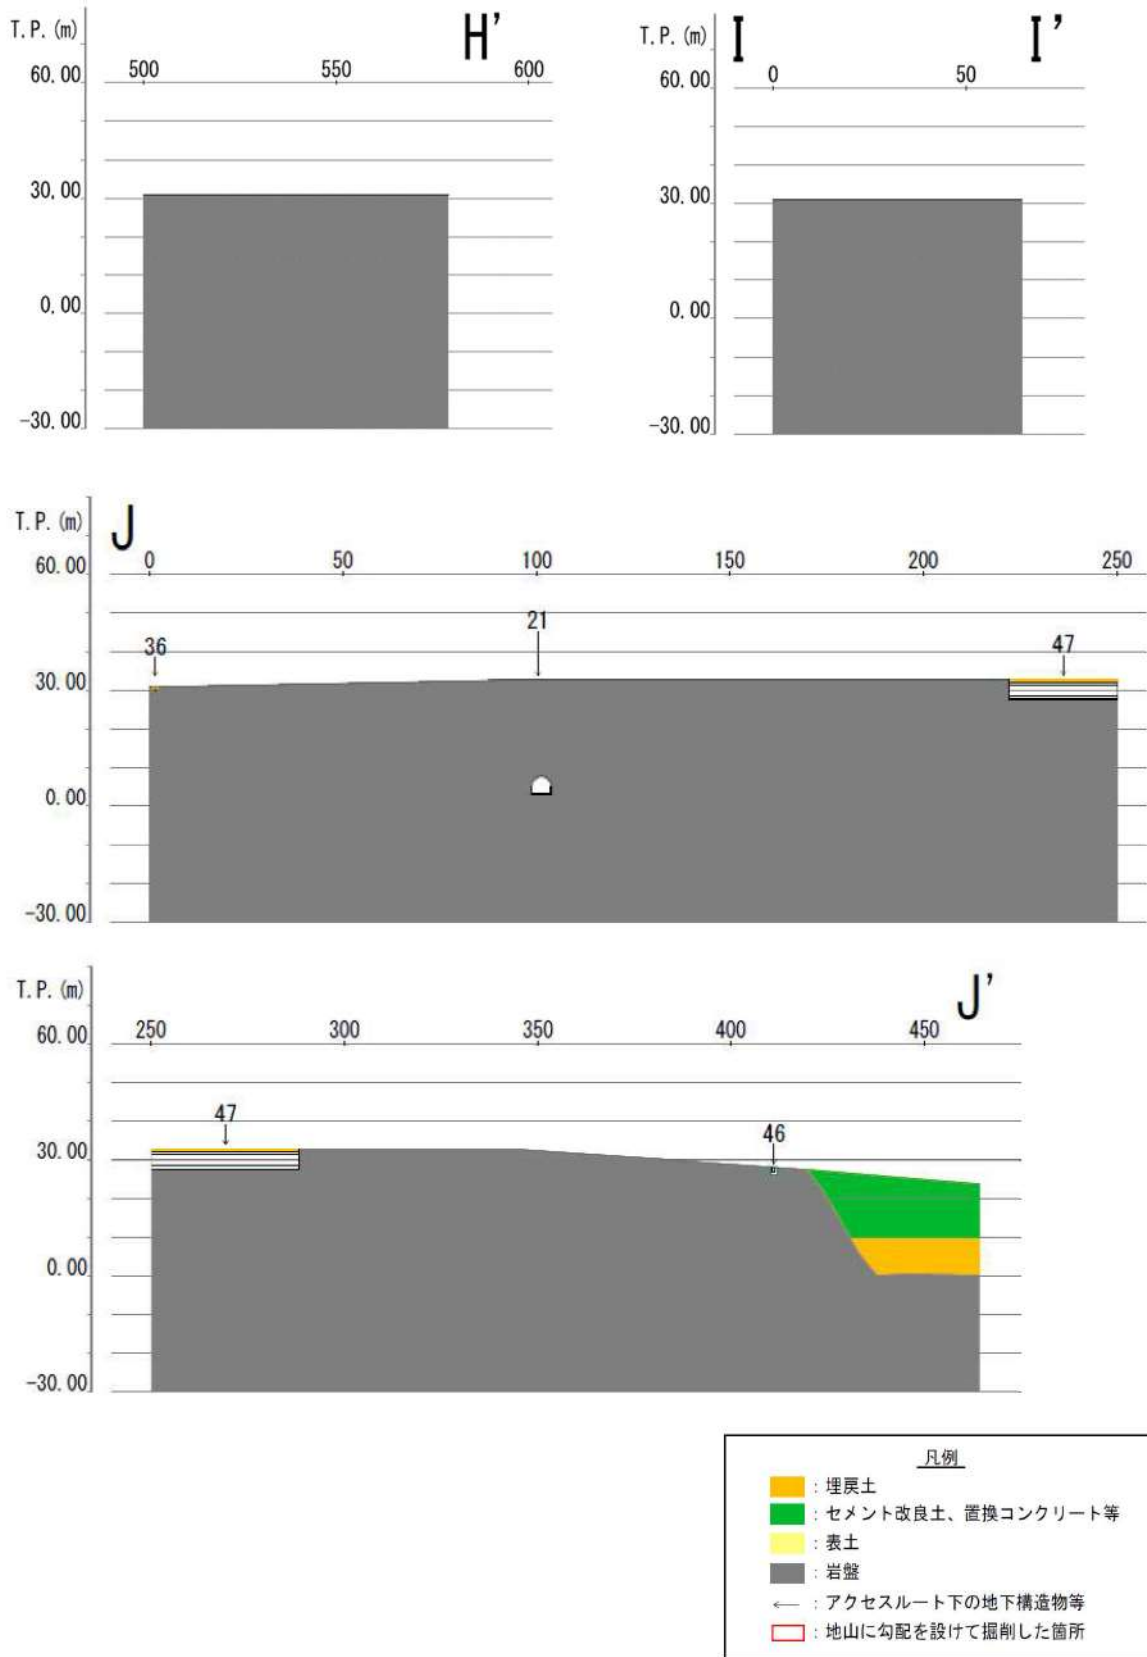 T.P.(m)
H'
500 550 600
60.00
30.00
0.00
-30.00
T.P.(m)
I I'
0 50
60.00
30.00
0.00
-30.00
T.P.(m)
J
0 50 100 150 200 250
60.00
36 21 47
30.00
0.00
-30.00
T.P.(m)
J'
250 300 350 400 450
60.00
47 46
30.00
0.00
-30.00
凡例
：埋戻土
：セメント改良土、置換コンクリート等
：表土
：岩盤
←：アクセスルート下の地下構造物等
：地山に勾配を設けて掘削した箇所